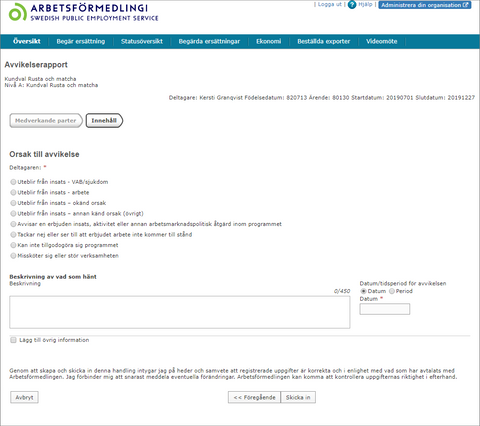 ARBETSFÖRMEDLINGI
SWEDISH PUBLIC EMPLOYMENT SERVICE
| Logga ut | ? Hjälp | Administrera din organisation
Översikt Begär ersättning Statusöversikt Begärda ersättningar Ekonomi Beställda exporter Videomöte
Avvikelserapport
Kundval Rusta och matcha
Nivå A: Kundval Rusta och matcha
Deltagare: Kersti Grenqvist Födelsedatum: 820713 Ärende: 80130 Startdatum: 20190701 Slutdatum: 20191227
Medverkande parter Innehåll
Orsak till avvikelse
Deltagaren: *
Uteblir från insats - VAB/sjukdom
Uteblir från insats - arbete
Uteblir från insats – okänd orsak
Uteblir från insats – annan känd orsak (övrigt)
Avvisar en erbjuden insats, aktivitet eller annan arbetsmarknadspolitisk åtgärd inom programmet
Tackar nej eller ser till att erbjudet arbete inte kommer till stånd
Kan inte tillgodogöra sig programmet
Missköter sig eller stör verksamheten
Beskrivning av vad som hänt
Beskrivning
0/450
Datum/tidsperiod för avvikelsen
Datum Period
Datum *
Lägg till övrig information
Genom att skapa och skicka in denna handling intygar jag på heder och samvete att registrerade uppgifter är korrekta och i enlighet med vad som har avtalats med
Arbetsförmedlingen. Jag förbinder mig att snarast meddela eventuella förändringar. Arbetsförmedlingen kan komma att kontrollera uppgifternas riktighet i efterhand.
Avbryt << Föregående Skicka in